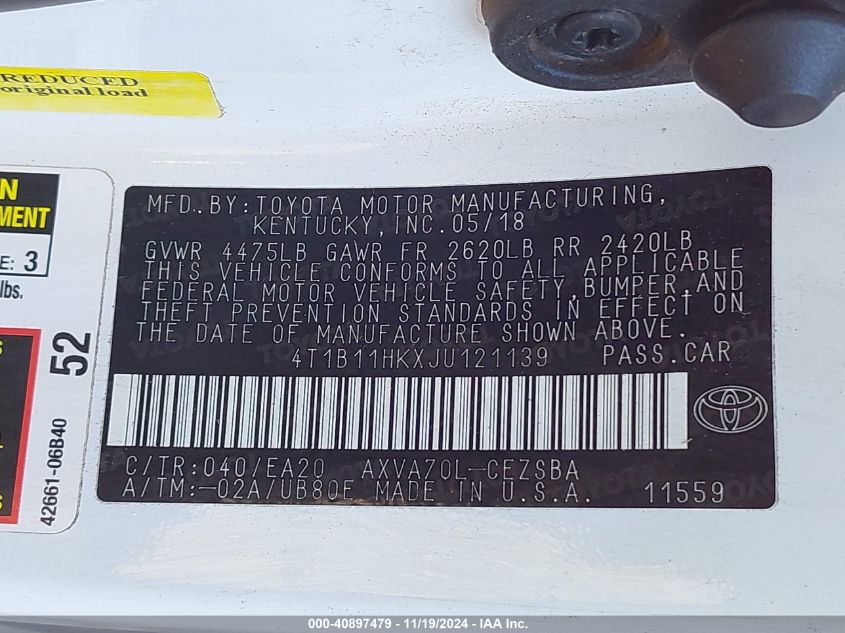 REDUCED
original load
N
MENT
E: 3
lbs.
52
42661-06B40
MFD. BY: TOYOTA MOTOR MANUFACTURING,
KENTUCKY, INC. 05/18
GVWR 4475LB GAWR FR 2620LB RR 2420LB
THIS VEHICLE CONFORMS TO ALL APPLICABLE
FEDERAL MOTOR VEHICLE SAFETY, BUMPER, AND
THEFT PREVENTION STANDARDS IN EFFECT ON
THE DATE OF MANUFACTURE SHOWN ABOVE.
4T1B11HKXJU121139 PASS.CAR
C/TR: 040/EA20 AXVA70L-CEZSBA
A/TM:-02A/UB80E MADE IN U.S.A. 11559
000-40897479 - 11/19/2024 - IAA Inc.